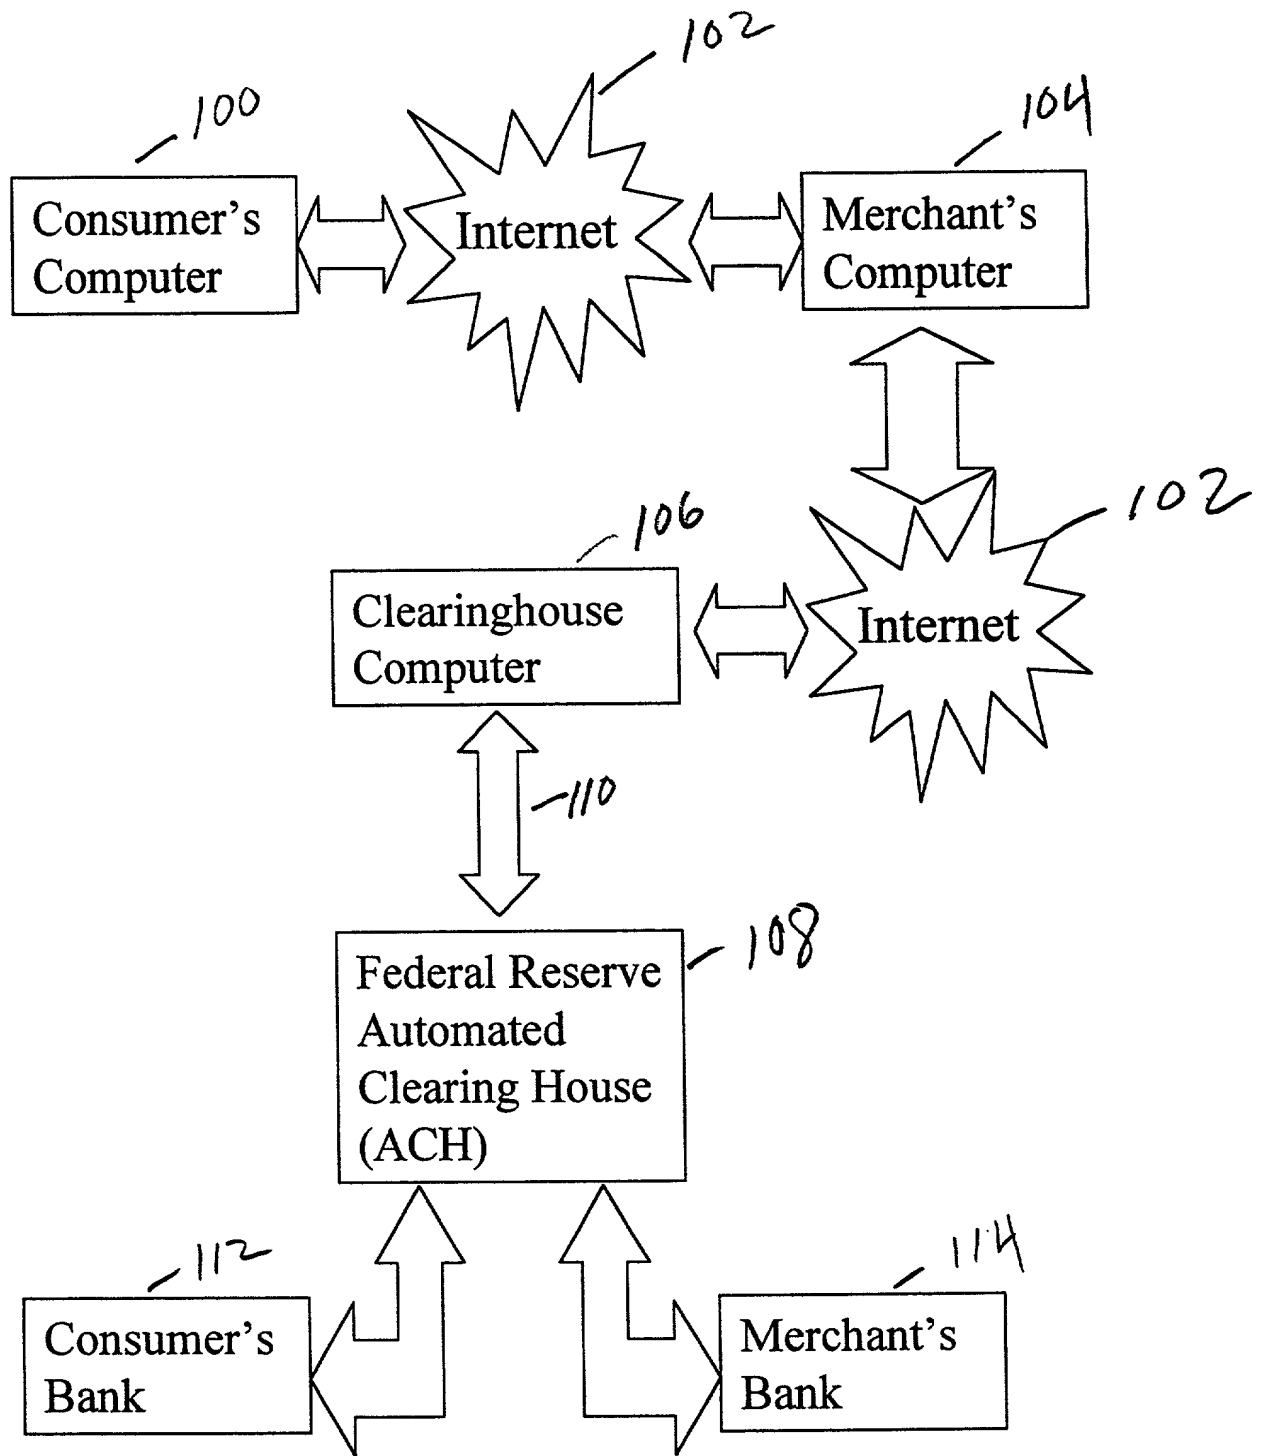 102
100
104
Consumer's
Computer
Internet
Merchant's
Computer
106
102
Clearinghouse
Computer
Internet
110
108
Federal Reserve
Automated
Clearing House
(ACH)
112
114
Consumer's
Bank
Merchant's
Bank